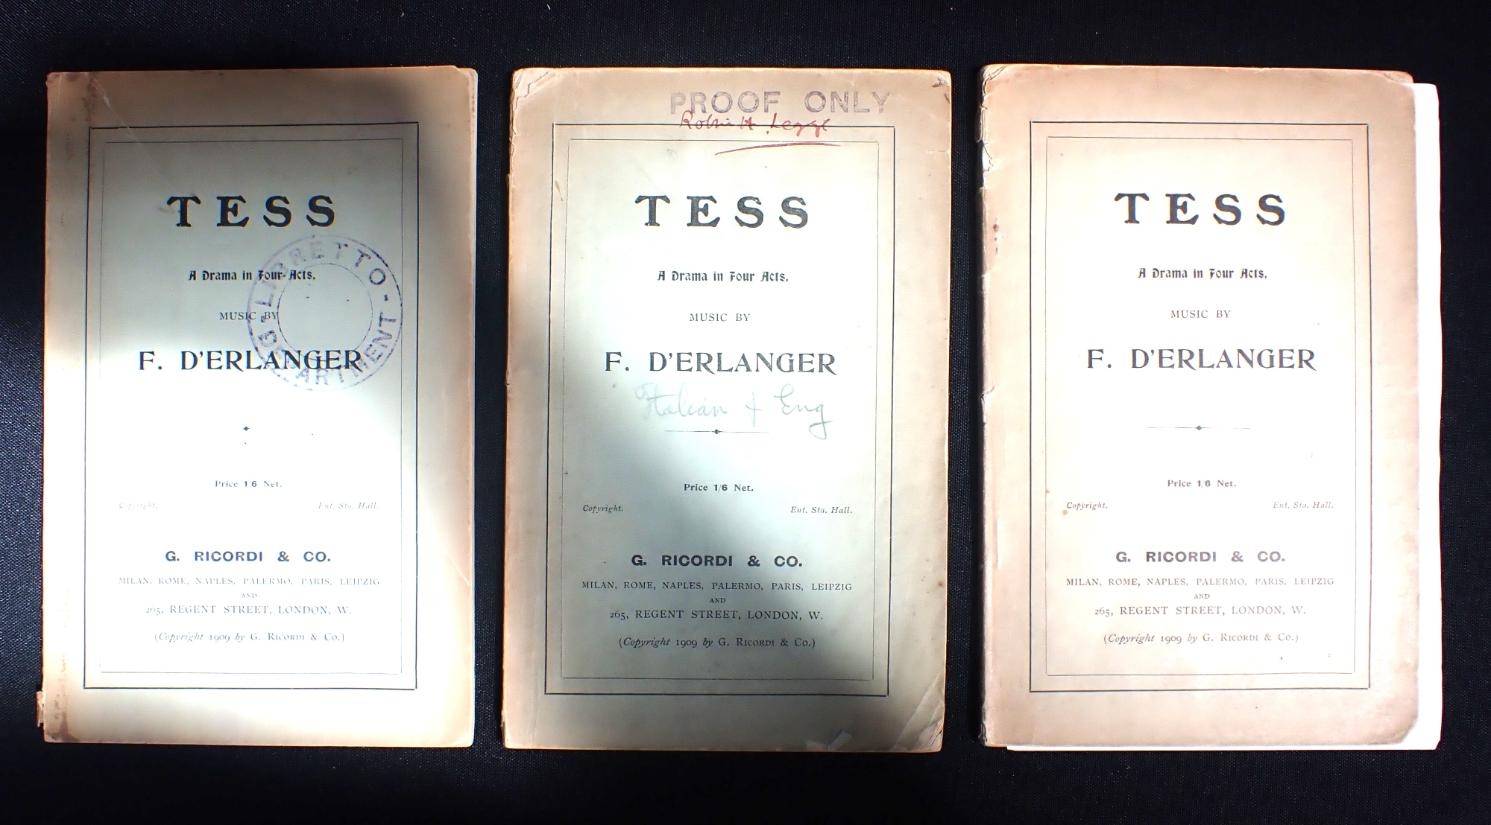 TESS
A Drama in Four Acts.
MUSIC BY
F. D'ERLANGER
LIBRETTO DEPARTMENT
Price 1/6 Net.
Copyright. Ent. Sta. Hall.
G. RICORDI & CO.
MILAN, ROME, NAPLES, PALERMO, PARIS, LEIPZIG
AND
265, REGENT STREET, LONDON, W.
(Copyright 1909 by G. RICORDI & Co.)
PROOF ONLY
Robin H. Legge
TESS
A Drama in Four Acts.
MUSIC BY
F. D'ERLANGER
Italian & Eng
Price 1/6 Net.
Copyright. Ent. Sta. Hall.
G. RICORDI & CO.
MILAN, ROME, NAPLES, PALERMO, PARIS, LEIPZIG
AND
265, REGENT STREET, LONDON, W.
(Copyright 1909 by G. RICORDI & Co.)
TESS
A Drama in Four Acts.
MUSIC BY
F. D'ERLANGER
Price 1/6 Net.
Copyright. Ent. Sta. Hall.
G. RICORDI & CO.
MILAN, ROME, NAPLES, PALERMO, PARIS, LEIPZIG
AND
265, REGENT STREET, LONDON, W.
(Copyright 1909 by G. RICORDI & Co.)